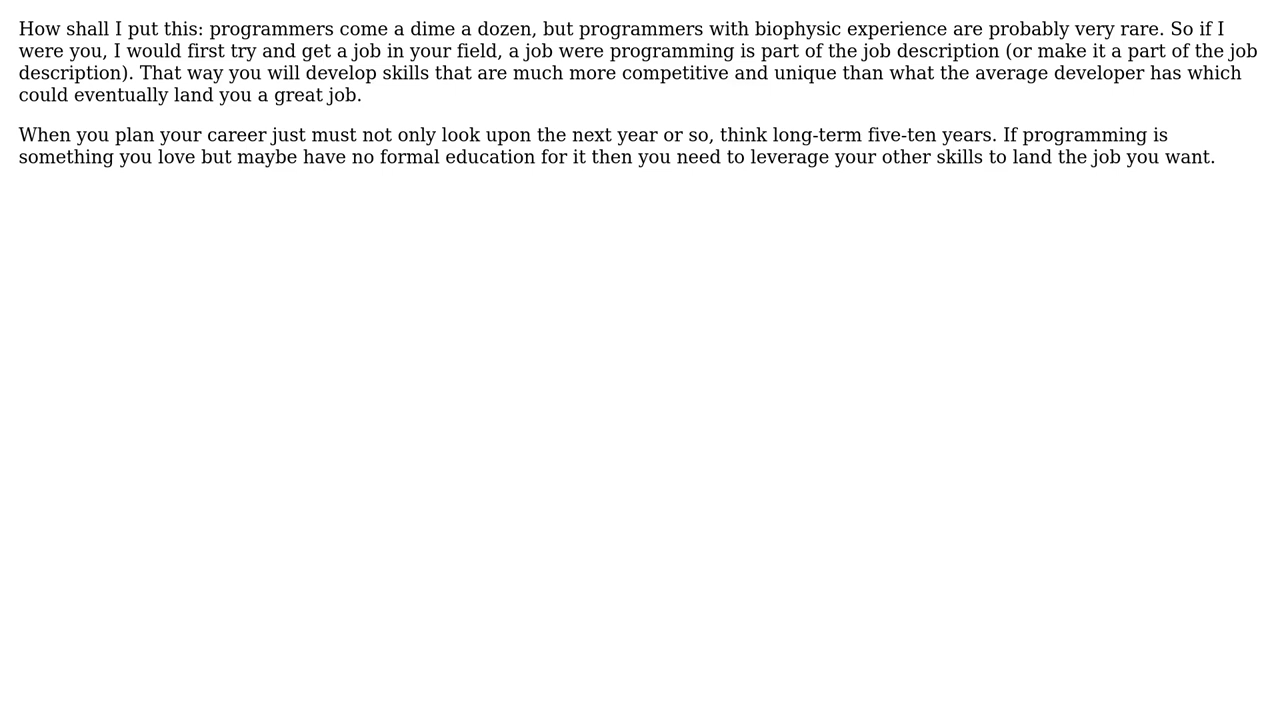 How shall I put this: programmers come a dime a dozen, but programmers with biophysic experience are probably very rare. So if I
were you, I would first try and get a job in your field, a job were programming is part of the job description (or make it a part of the job
description). That way you will develop skills that are much more competitive and unique than what the average developer has which
could eventually land you a great job.
When you plan your career just must not only look upon the next year or so, think long-term five-ten years. If programming is
something you love but maybe have no formal education for it then you need to leverage your other skills to land the job you want.